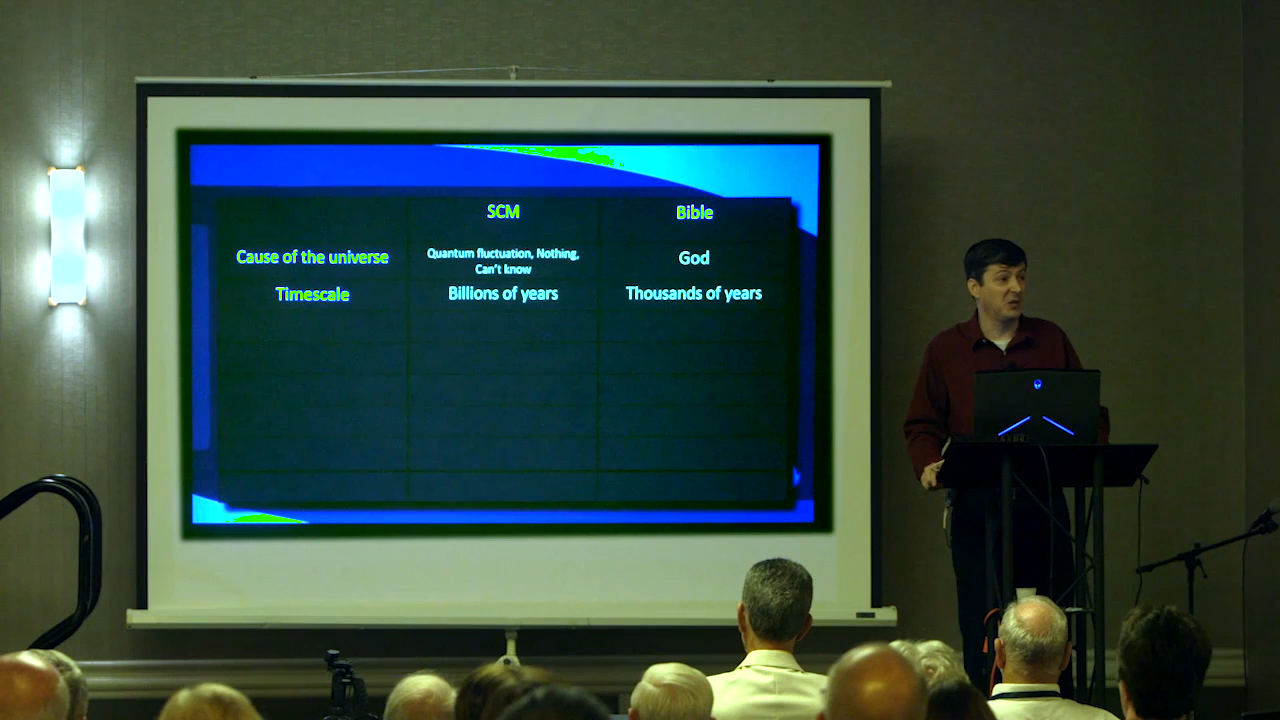 SCM Bible
Cause of the universe Quantum fluctuation, Nothing, God
Can't know
Timescale Billions of years Thousands of years